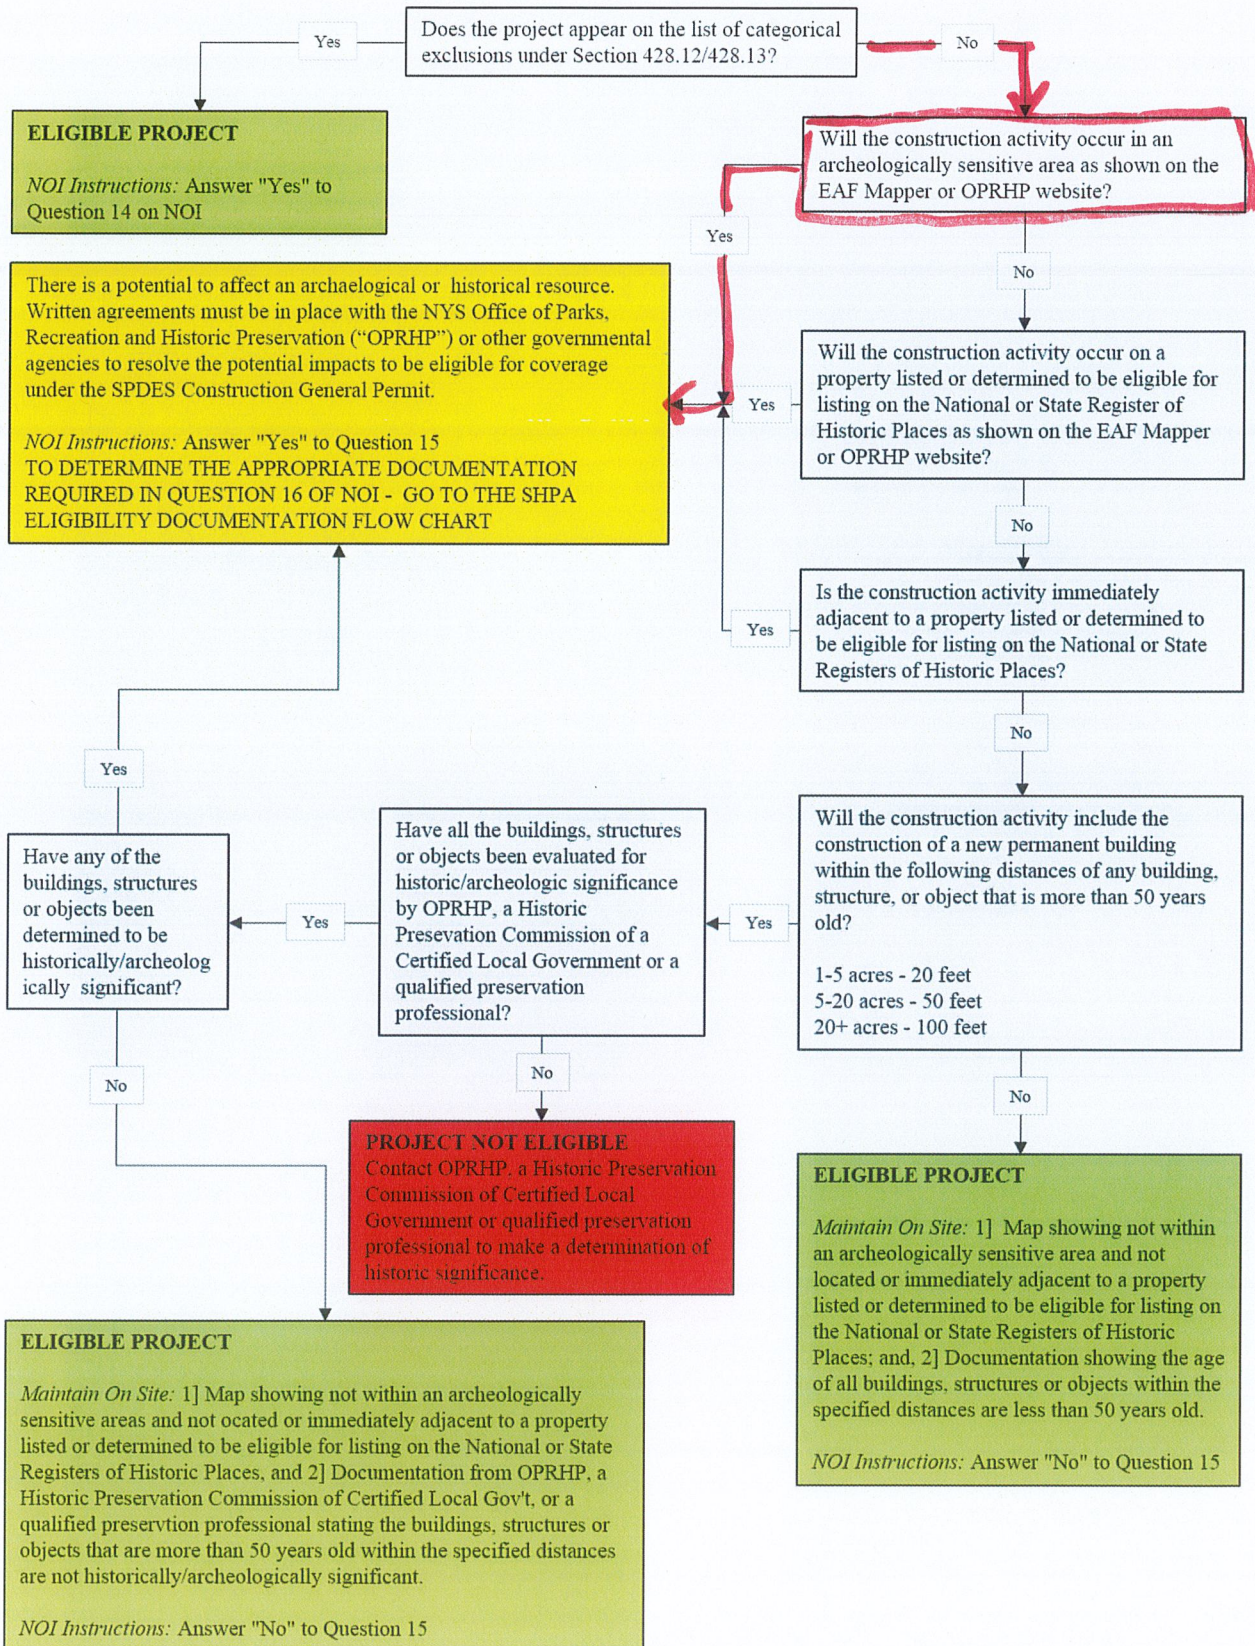 Does the project appear on the list of categorical
exclusions under Section 428.12/428.13?
Yes
No
ELIGIBLE PROJECT
NOI Instructions: Answer "Yes" to
Question 14 on NOI
Will the construction activity occur in an
archeologically sensitive area as shown on the
EAF Mapper or OPRHP website?
Yes
No
There is a potential to affect an archaelogical or historical resource.
Written agreements must be in place with the NYS Office of Parks,
Recreation and Historic Preservation (“OPRHP”) or other governmental
agencies to resolve the potential impacts to be eligible for coverage
under the SPDES Construction General Permit.
NOI Instructions: Answer "Yes" to Question 15
TO DETERMINE THE APPROPRIATE DOCUMENTATION
REQUIRED IN QUESTION 16 OF NOI - GO TO THE SHPA
ELIGIBILITY DOCUMENTATION FLOW CHART
Will the construction activity occur on a
property listed or determined to be eligible for
listing on the National or State Register of
Historic Places as shown on the EAF Mapper
or OPRHP website?
Yes
No
Is the construction activity immediately
adjacent to a property listed or determined to
be eligible for listing on the National or State
Registers of Historic Places?
Yes
No
Will the construction activity include the
construction of a new permanent building
within the following distances of any building,
structure, or object that is more than 50 years
old?
1-5 acres - 20 feet
5-20 acres - 50 feet
20+ acres - 100 feet
Yes
No
Have all the buildings, structures
or objects been evaluated for
historic/archeologic significance
by OPRHP, a Historic
Presevation Commission of a
Certified Local Government or a
qualified preservation
professional?
Yes
No
Have any of the
buildings, structures
or objects been
determined to be
historically/archeolog
ically significant?
Yes
No
PROJECT NOT ELIGIBLE
Contact OPRHP, a Historic Preservation
Commission of Certified Local
Government or qualified preservation
professional to make a determination of
historic significance.
ELIGIBLE PROJECT
Maintain On Site: 1] Map showing not within
an archeologically sensitive area and not
located or immediately adjacent to a property
listed or determined to be eligible for listing on
the National or State Registers of Historic
Places; and, 2] Documentation showing the age
of all buildings, structures or objects within the
specified distances are less than 50 years old.
NOI Instructions: Answer "No" to Question 15
ELIGIBLE PROJECT
Maintain On Site: 1] Map showing not within an archeologically
sensitive areas and not ocated or immediately adjacent to a property
listed or determined to be eligible for listing on the National or State
Registers of Historic Places, and 2] Documentation from OPRHP, a
Historic Preservation Commission of Certified Local Gov't, or a
qualified preservtion professional stating the buildings, structures or
objects that are more than 50 years old within the specified distances
are not historically/archeologically significant.
NOI Instructions: Answer "No" to Question 15